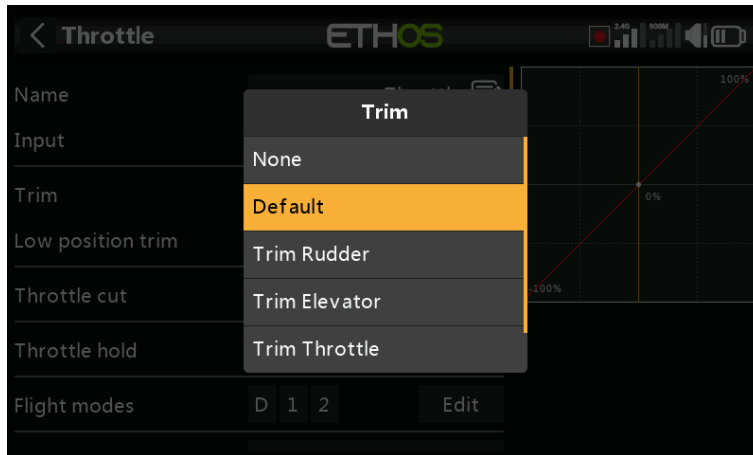 Throttle
ETHOS
2.4G
900M
Name
Input
Trim
Low position trim
Throttle cut
Throttle hold
Flight modes
D 1 2
Edit
Trim
None
Default
Trim Rudder
Trim Elevator
Trim Throttle
100%
0%
-100%